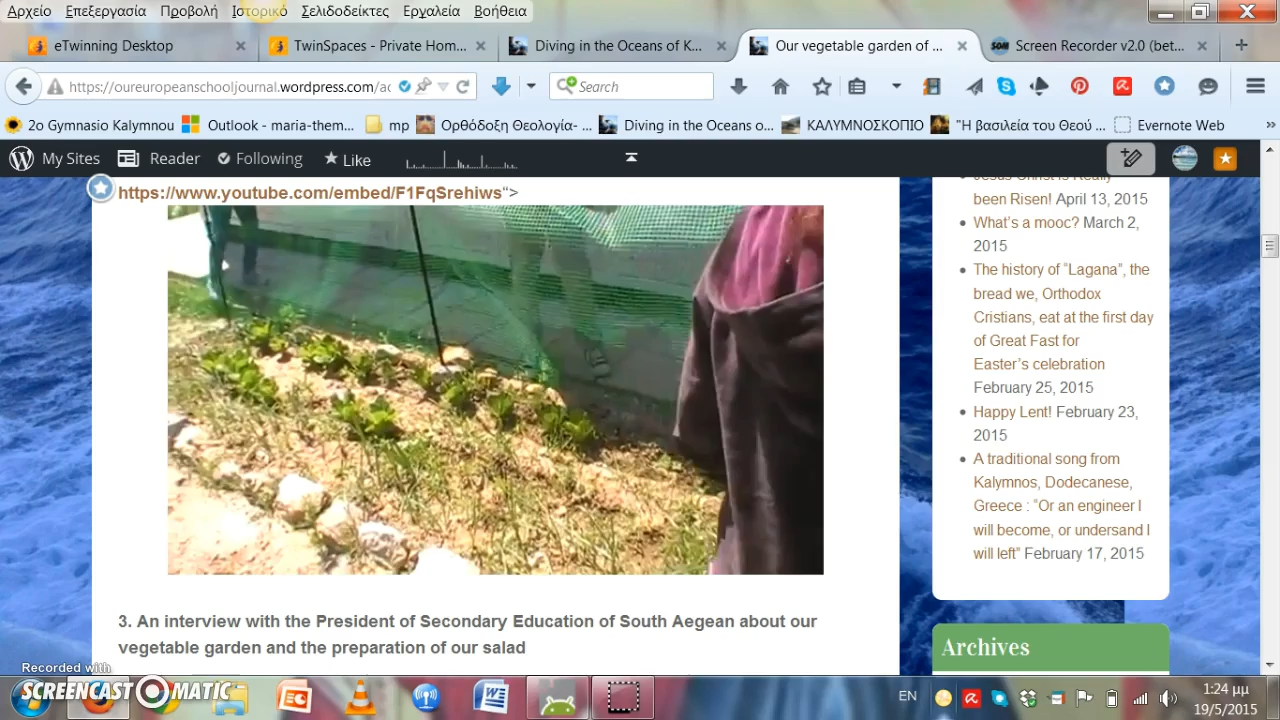 Αρχείο Επεξεργασία Προβολή Ιστορικό Σελιδοδείκτες Εργαλεία Βοήθεια
eTwinning Desktop
TwinSpaces - Private Hom...
Diving in the Oceans of K...
Our vegetable garden of ...
Screen Recorder v2.0 (bet...
https://oureuropeanschooljournal.wordpress.com/ac
Search
2o Gymnasio Kalymnou
Outlook - maria-them...
mp
Ορθόδοξη Θεολογία- ...
Diving in the Oceans o...
ΚΑΛΥΜΝΟΣΚΟΠΙΟ
"Η βασιλεία του Θεού ...
Evernote Web
My Sites Reader Following Like
https://www.youtube.com/embed/F1FqSrehiws“>
3. An interview with the President of Secondary Education of South Aegean about our
vegetable garden and the preparation of our salad
Jesus Christ is Really
been Risen! April 13, 2015
What’s a mooc? March 2,
2015
The history of “Lagana”, the
bread we, Orthodox
Cristians, eat at the first day
of Great Fast for
Easter’s celebration
February 25, 2015
Happy Lent! February 23,
2015
A traditional song from
Kalymnos, Dodecanese,
Greece : “Or an engineer I
will become, or undersand I
will left” February 17, 2015
Archives
Recorded with
SCREENCAST MATIC
EN
1:24 μμ
19/5/2015